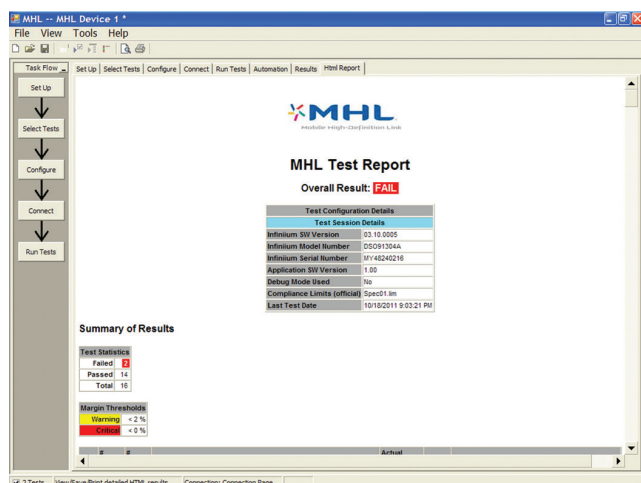 MHL -- MHL Device 1 *
File View Tools Help
Task Flow
Set Up Select Tests Configure Connect Run Tests Automation Results Html Report
Set Up
Select Tests
Configure
Connect
Run Tests
MHL
Mobile High-Definition Link
MHL Test Report
Overall Result: FAIL
Test Configuration Details
Test Session Details
Infiniium SW Version 03.10.0005
Infiniium Model Number DSO91304A
Infiniium Serial Number MY48240216
Application SW Version 1.00
Debug Mode Used No
Compliance Limits (official) Spec01.lim
Last Test Date 10/18/2011 9:03:21 PM
Summary of Results
Test Statistics
Failed 2
Passed 14
Total 16
Margin Thresholds
Warning < 2 %
Critical < 0 %
# # Actual
2 Tests View/Save/Print detailed HTML results Connection: Connection Page